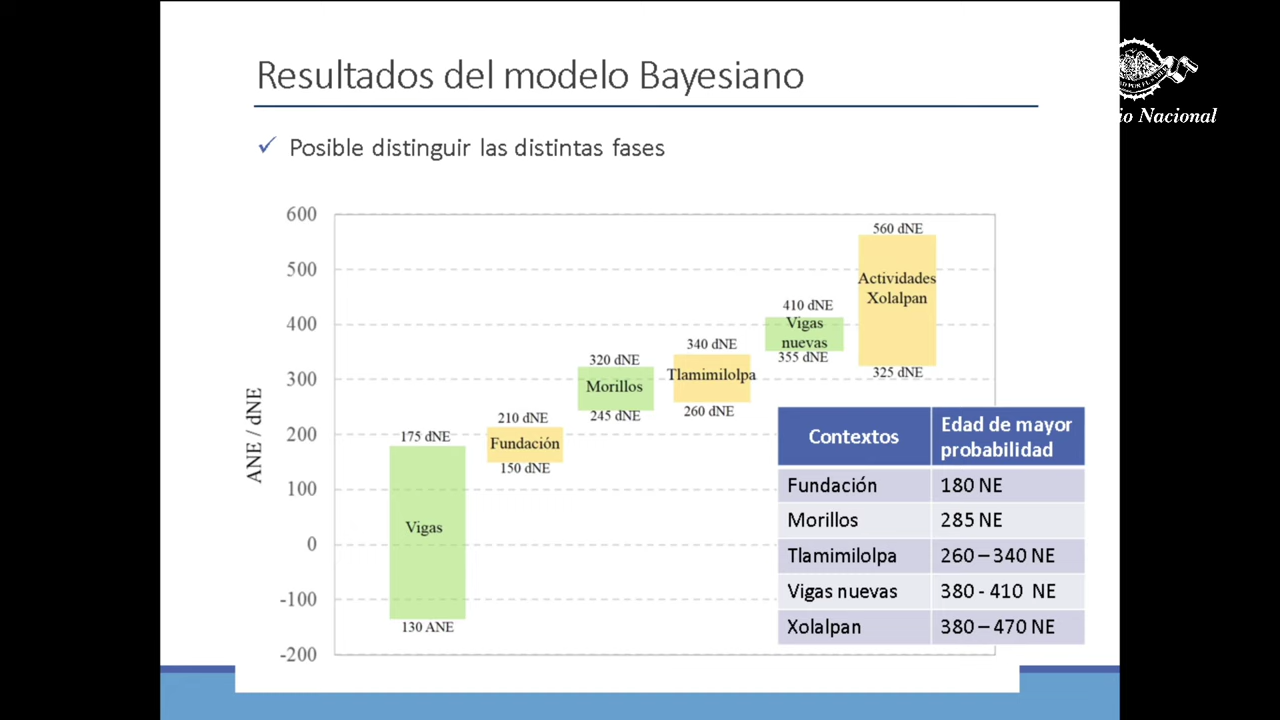 Resultados del modelo Bayesiano
io Nacional
✓ Posible distinguir las distintas fases
ANE / dNE
600
500
400
300
200
100
0
-100
-200
175 dNE
Vigas
130 ANE
210 dNE
Fundación
150 dNE
320 dNE
Morillos
245 dNE
340 dNE
Tlamimilolpa
260 dNE
410 dNE
Vigas
nuevas
355 dNE
560 dNE
Actividades
Xolalpan
325 dNE
Contextos Edad de mayor
probabilidad
Fundación 180 NE
Morillos 285 NE
Tlamimilolpa 260 – 340 NE
Vigas nuevas 380 - 410 NE
Xolalpan 380 – 470 NE